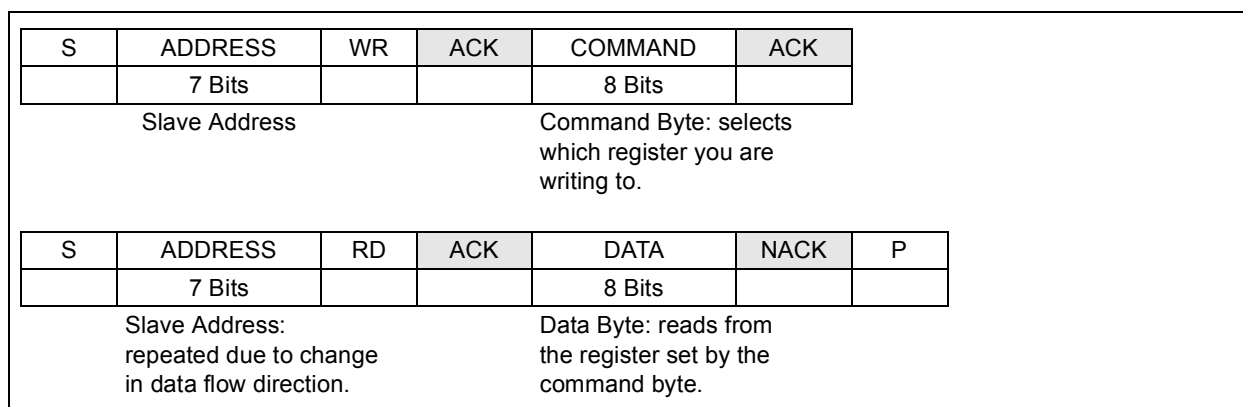 S ADDRESS WR ACK COMMAND ACK
7 Bits 8 Bits
Slave Address
Command Byte: selects
which register you are
writing to.
S ADDRESS RD ACK DATA NACK P
7 Bits 8 Bits
Slave Address:
repeated due to change
in data flow direction.
Data Byte: reads from
the register set by the
command byte.